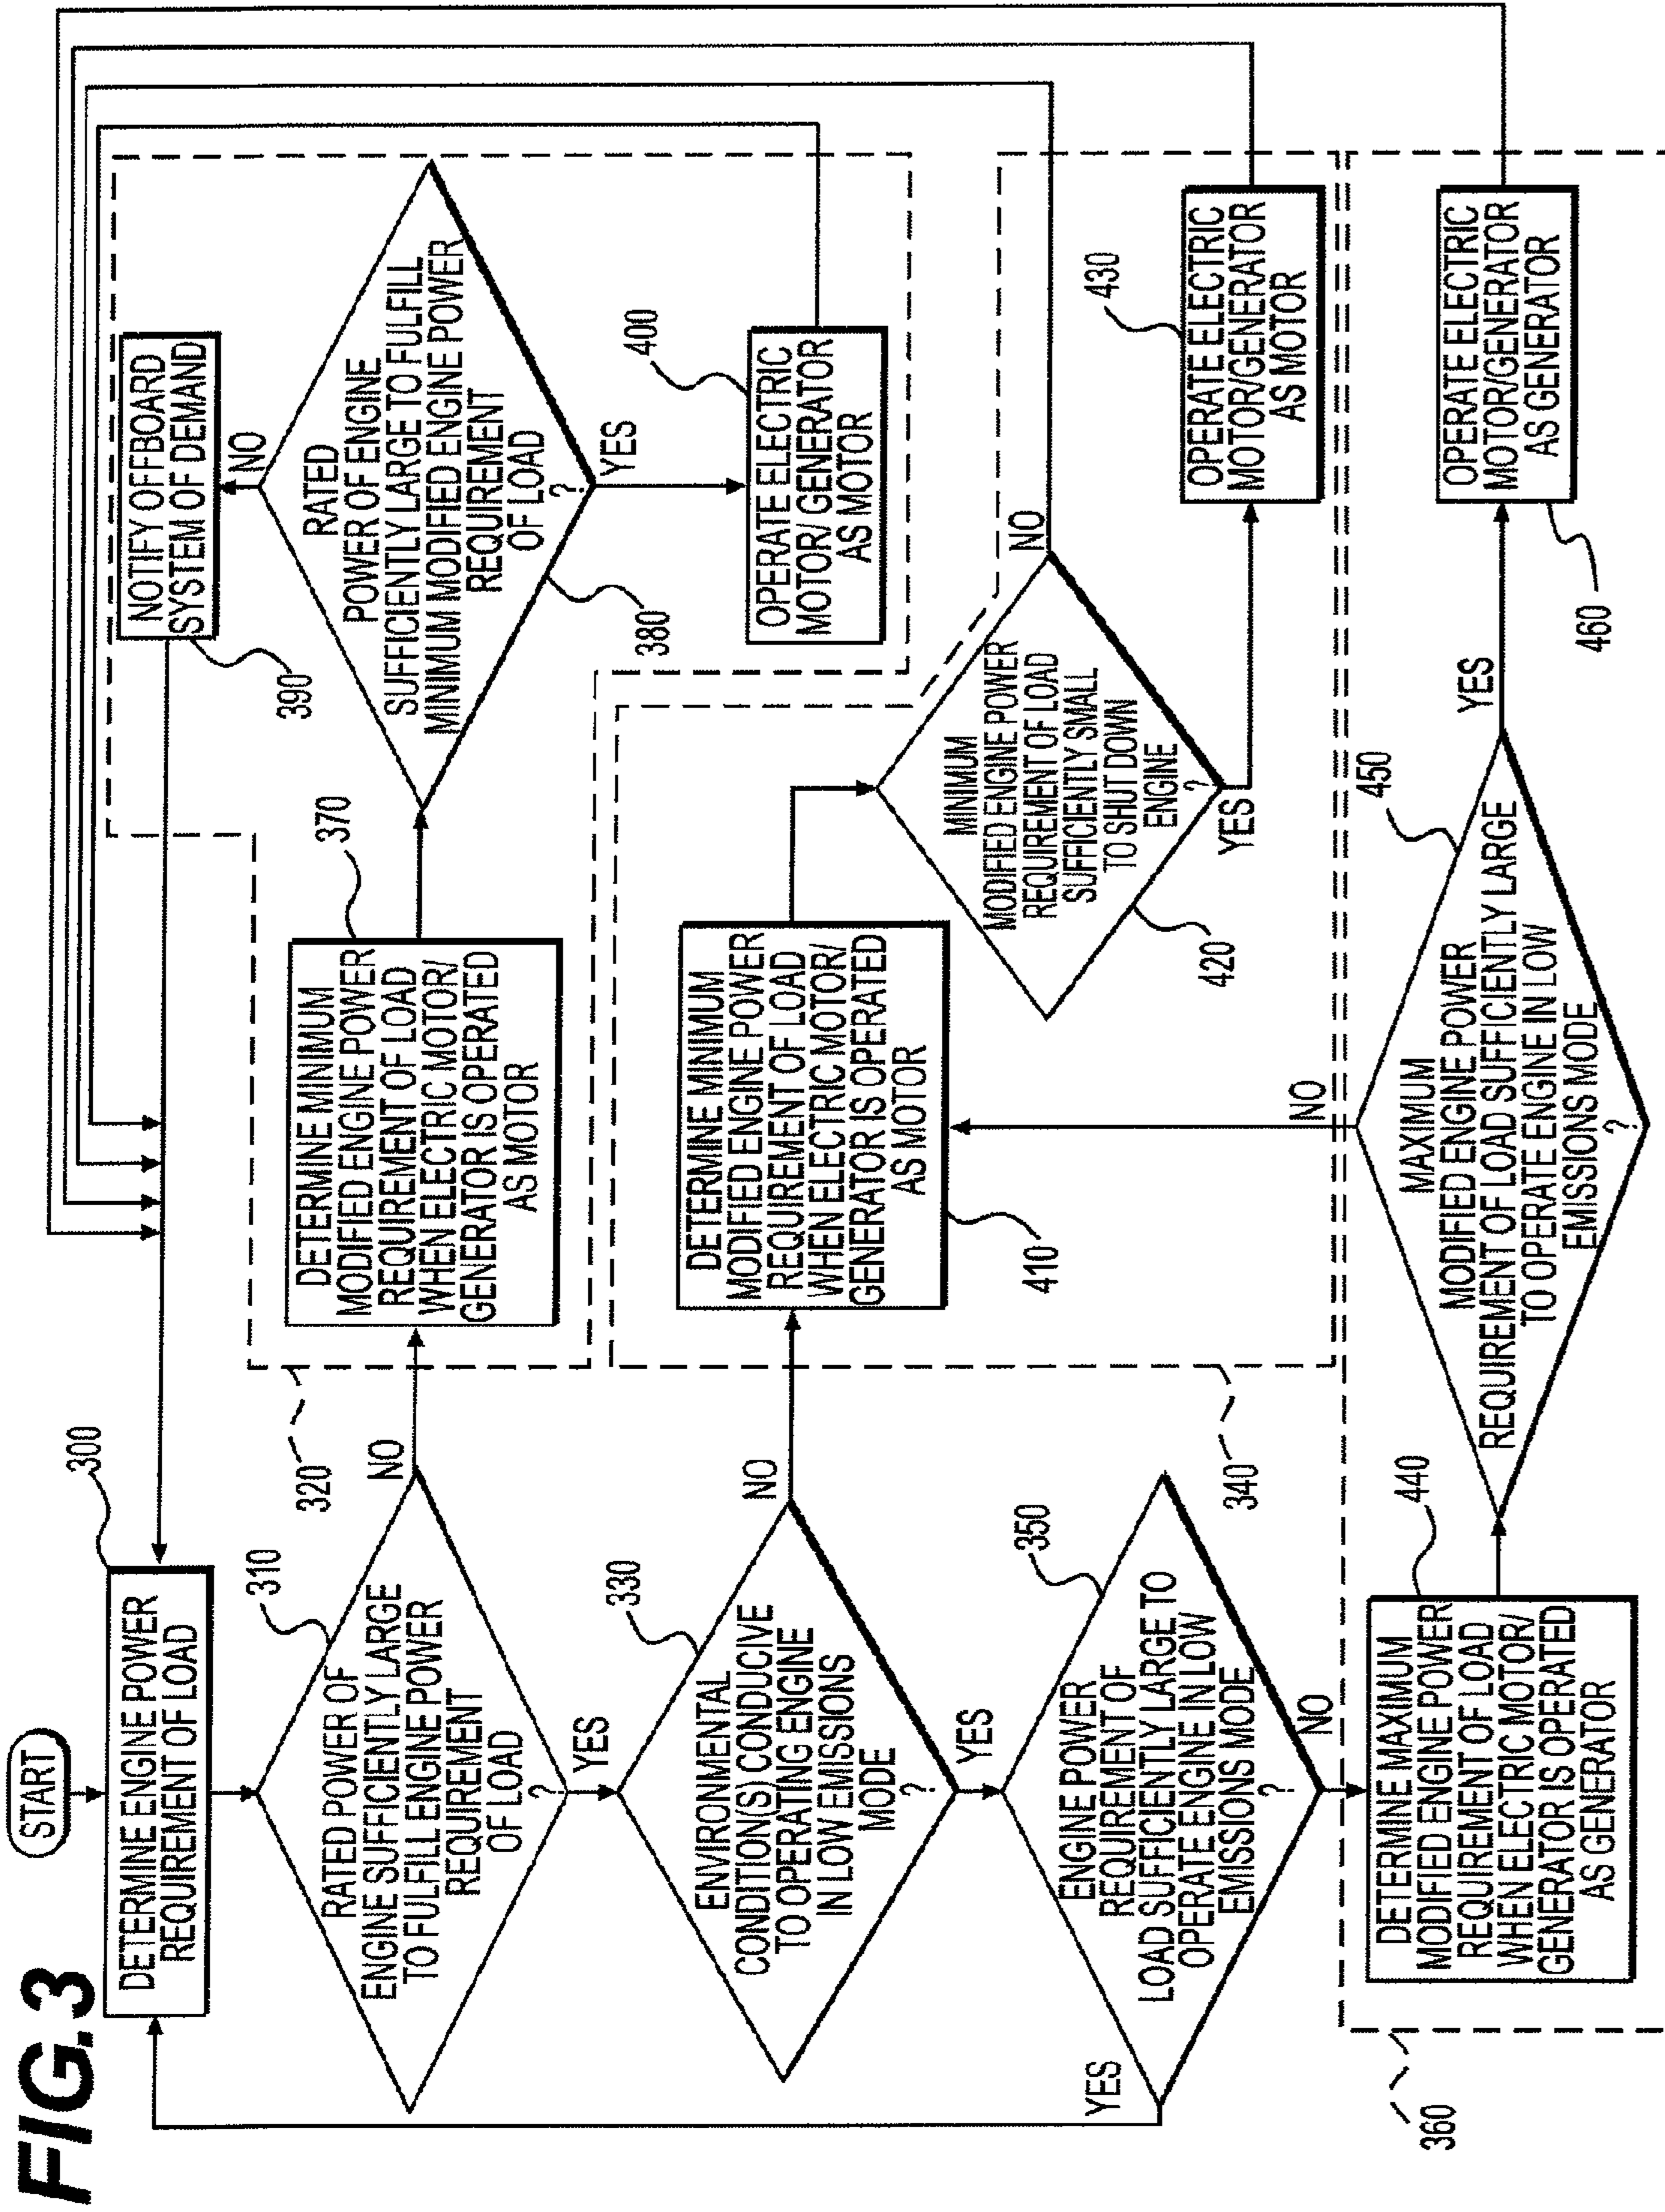 FIG.3
START
300
DETERMINE ENGINE POWER
REQUIREMENT OF LOAD
310
RATED POWER OF
ENGINE SUFFICIENTLY LARGE
TO FULFILL ENGINE POWER
REQUIREMENT
OF LOAD
?
NO
YES
320
330
ENVIRONMENTAL
CONDITION(S) CONDUCIVE
TO OPERATING ENGINE
IN LOW EMISSIONS
MODE
?
NO
YES
340
350
ENGINE POWER
REQUIREMENT OF
LOAD SUFFICIENTLY LARGE TO
OPERATE ENGINE IN LOW
EMISSIONS MODE
?
YES
NO
360
370
DETERMINE MINIMUM
MODIFIED ENGINE POWER
REQUIREMENT OF LOAD
WHEN ELECTRIC MOTOR/
GENERATOR IS OPERATED
AS MOTOR
RATED
POWER OF ENGINE
SUFFICIENTLY LARGE TO FULFILL
MINIMUM MODIFIED ENGINE POWER
REQUIREMENT
OF LOAD
?
380
NO
YES
NOTIFY OFFBOARD
SYSTEM OF DEMAND
390
400
OPERATE ELECTRIC
MOTOR/ GENERATOR
AS MOTOR
DETERMINE MINIMUM
MODIFIED ENGINE POWER
REQUIREMENT OF LOAD
WHEN ELECTRIC MOTOR/
GENERATOR IS OPERATED
AS MOTOR
410
MINIMUM
MODIFIED ENGINE POWER
REQUIREMENT OF LOAD
SUFFICIENTLY SMALL
TO SHUT DOWN
ENGINE
?
420
NO
YES
430
OPERATE ELECTRIC
MOTOR/GENERATOR
AS MOTOR
440
DETERMINE MAXIMUM
MODIFIED ENGINE POWER
REQUIREMENT OF LOAD
WHEN ELECTRIC MOTOR/
GENERATOR IS OPERATED
AS GENERATOR
450
MAXIMUM
MODIFIED ENGINE POWER
REQUIREMENT OF LOAD SUFFICIENTLY LARGE
TO OPERATE ENGINE IN LOW
EMISSIONS MODE
?
NO
YES
OPERATE ELECTRIC
MOTOR/GENERATOR
AS GENERATOR
460